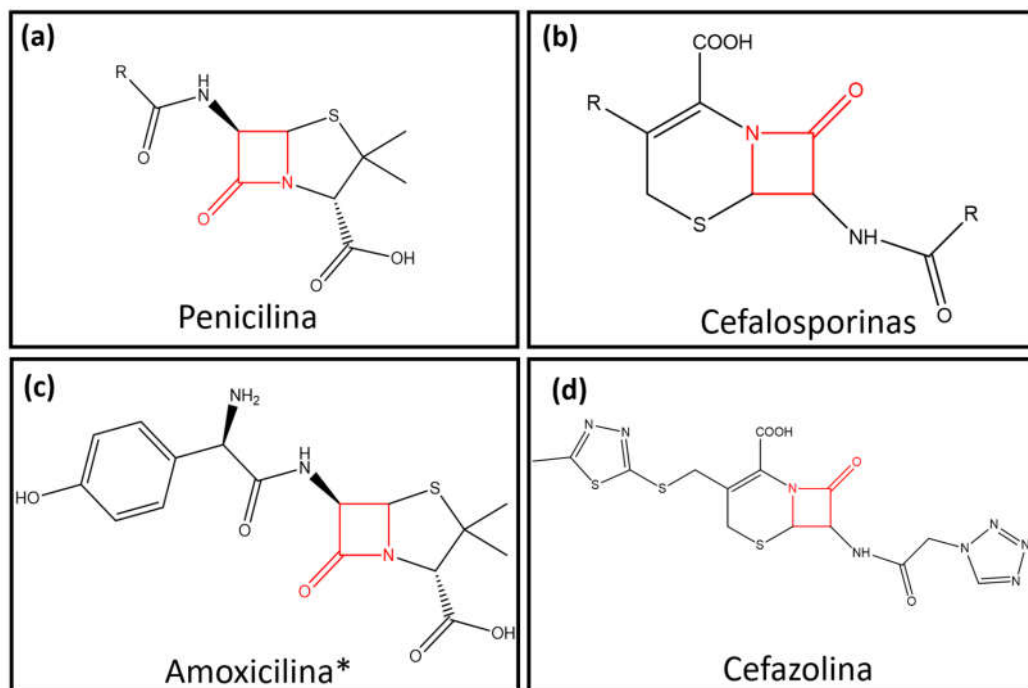 (a)
R
H
N
S
O
N
O
O
OH
Penicilina
(b)
COOH
R
N
O
S
NH
R
O
Cefalosporinas
(c)
NH2
HO
H
N
S
O
N
O
O
OH
Amoxicilina*
(d)
N
N
S
S
COOH
N
O
S
NH
O
N
N
N
N
Cefazolina